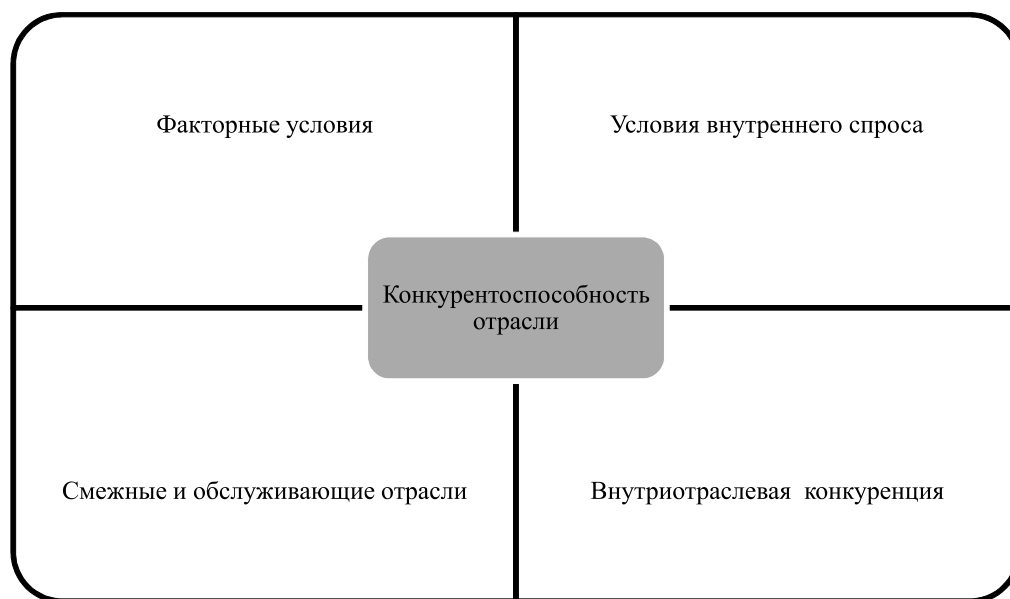 Факторные условия
Условия внутреннего спроса
Конкурентоспособность
отрасли
Смежные и обслуживающие отрасли
Внутриотраслевая конкуренция